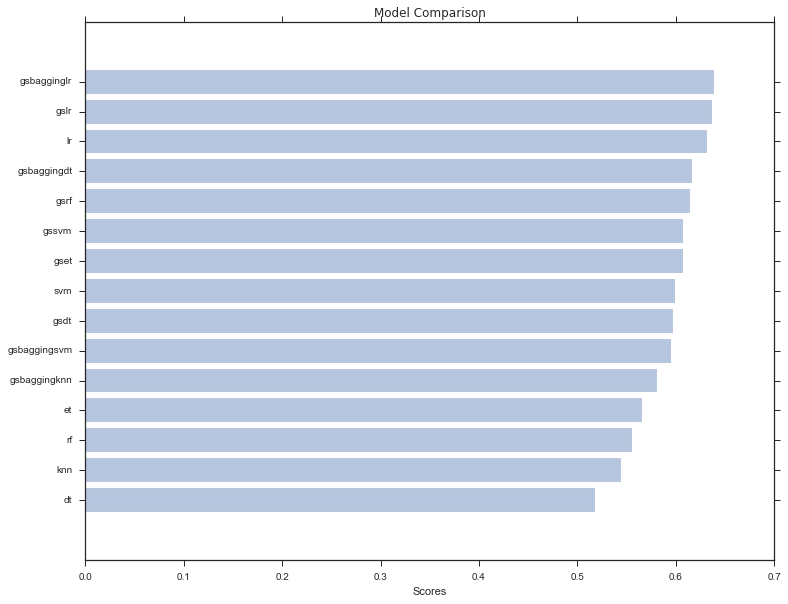 Model Comparison
gsbagginglr
gslr
lr
gsbaggingdt
gsrf
gssvm
gset
svm
gsdt
gsbaggingsvm
gsbaggingknn
et
rf
knn
dt
0.0 0.1 0.2 0.3 0.4 0.5 0.6 0.7
Scores